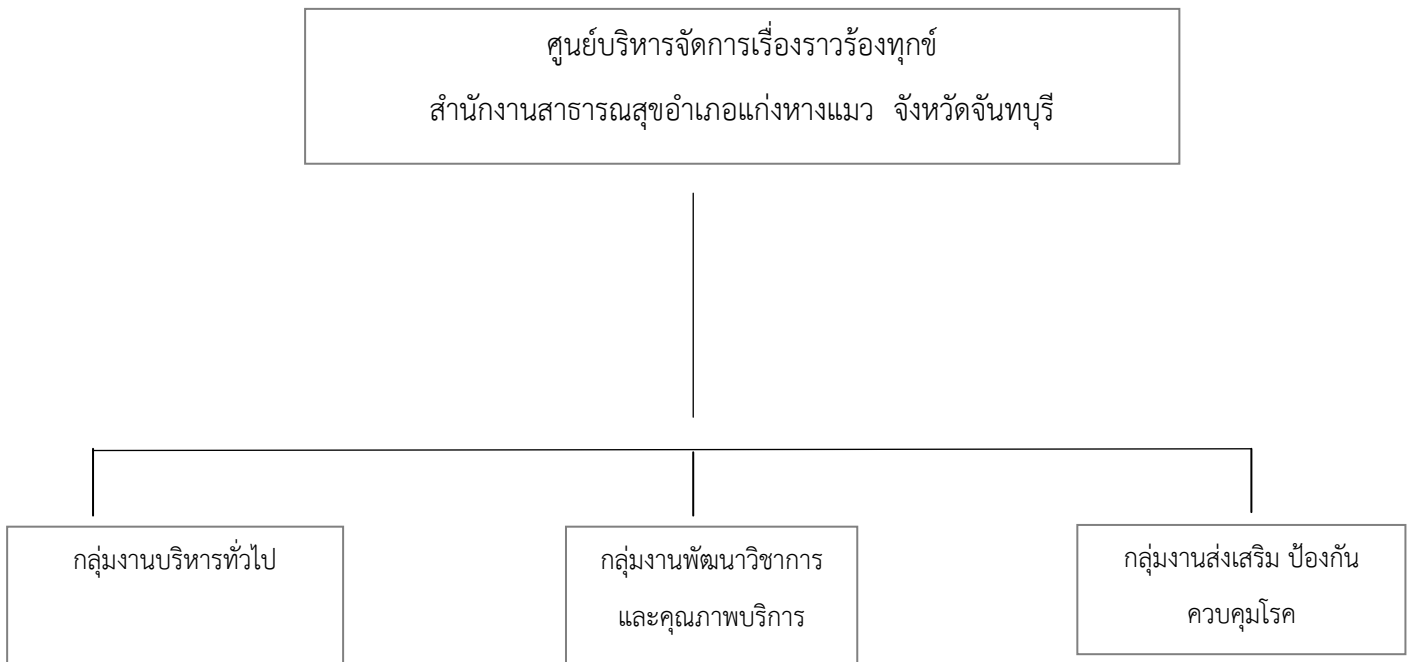 ศูนย์บริหารจัดการเรื่องราวร้องทุกข์
สำนักงานสาธารณสุขอำเภอแก่งหางแมว จังหวัดจันทบุรี
กลุ่มงานบริหารทั่วไป
กลุ่มงานพัฒนาวิชาการ
และคุณภาพบริการ
กลุ่มงานส่งเสริม ป้องกัน
ควบคุมโรค